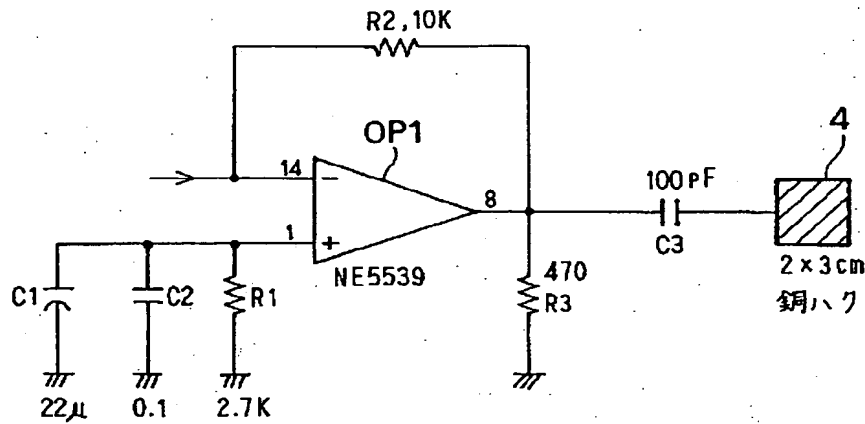 R2,10K
OP1
4
14
8
100PF
1
C3
NE5539
2×3cm
470
C1
C2
R1
R3
銅ハク
22μ
0.1
2.7K